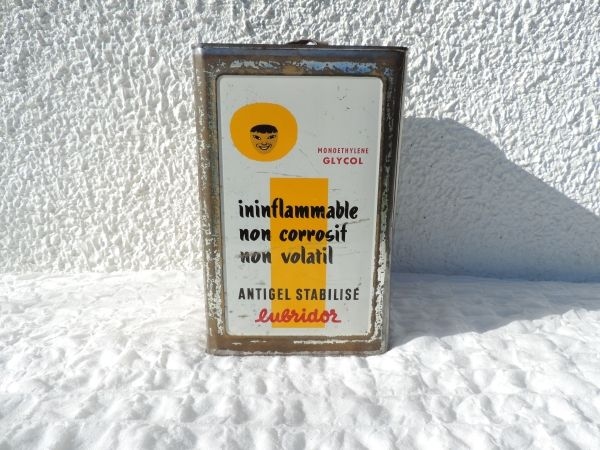 MONOETHYLENE
GLYCOL
ininflammable
non corrosif
non volatil
ANTIGEL STABILISÉ
lubridor